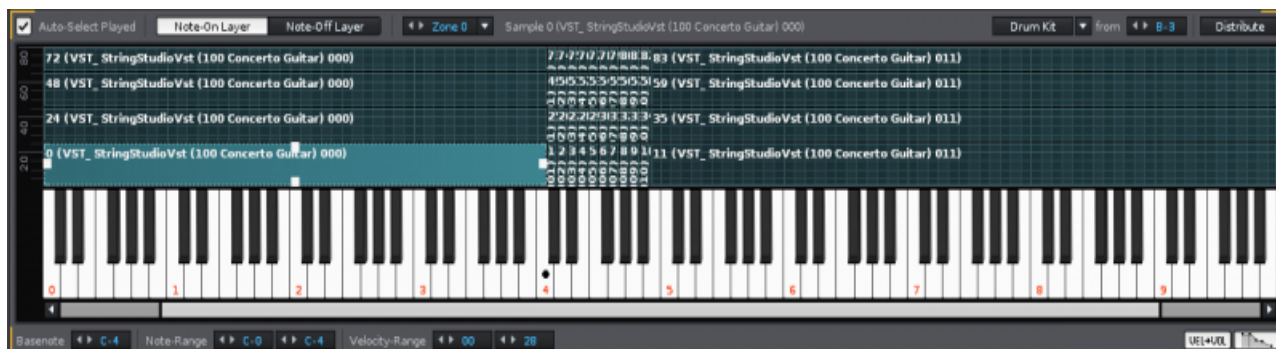 Auto-Select Played Note-On Layer Note-Off Layer Zone 0 Sample 0 (VST_ StringStudioVst (100 Concerto Guitar) 000) Drum Kit from B-3 Distribute
80 72 (VST_ StringStudioVst (100 Concerto Guitar) 000) 83 (VST_ StringStudioVst (100 Concerto Guitar) 011)
60 48 (VST_ StringStudioVst (100 Concerto Guitar) 000) 59 (VST_ StringStudioVst (100 Concerto Guitar) 011)
40 24 (VST_ StringStudioVst (100 Concerto Guitar) 000) 35 (VST_ StringStudioVst (100 Concerto Guitar) 011)
20 0 (VST_ StringStudioVst (100 Concerto Guitar) 000) 1 2 3 4 5 6 7 8 9 11 (VST_ StringStudioVst (100 Concerto Guitar) 011)
0 1 2 3 4 5 6 7 8 9
Basenote C-4 Note-Range C-0 C-4 Velocity-Range 00 28 VEL→VOL